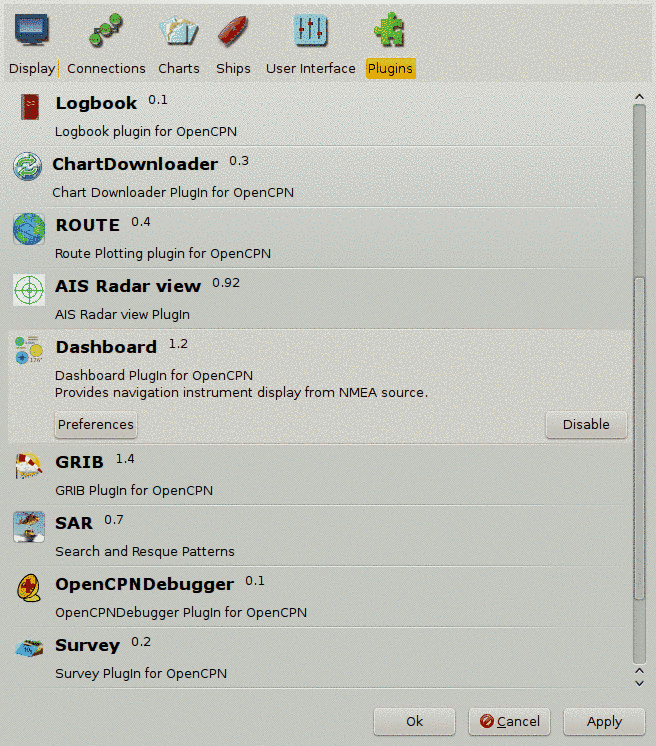 Display Connections Charts Ships User Interface Plugins
Logbook 0.1
Logbook plugin for OpenCPN
ChartDownloader 0.3
Chart Downloader PlugIn for OpenCPN
ROUTE 0.4
Route Plotting plugin for OpenCPN
AIS Radar view 0.92
AIS Radar view PlugIn
Dashboard 1.2
Dashboard PlugIn for OpenCPN
Provides navigation instrument display from NMEA source.
Preferences Disable
GRIB 1.4
GRIB PlugIn for OpenCPN
SAR 0.7
Search and Resque Patterns
OpenCPNDebugger 0.1
OpenCPNDebugger PlugIn for OpenCPN
Survey 0.2
Survey PlugIn for OpenCPN
Ok Cancel Apply